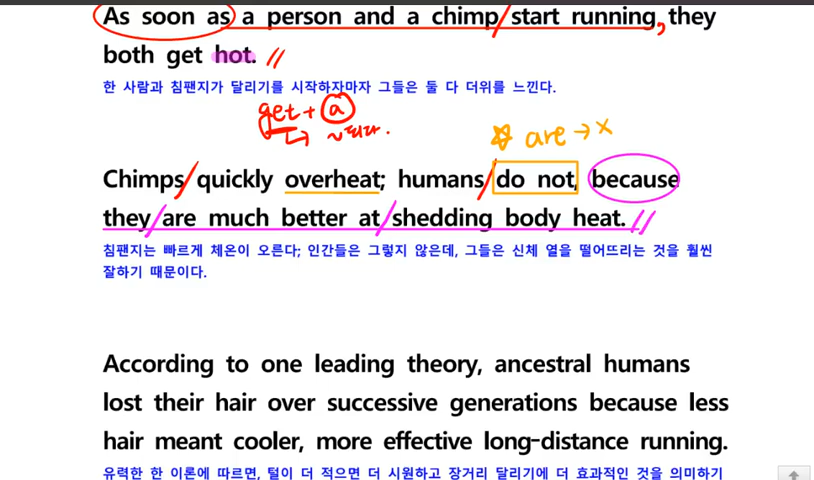 As soon as a person and a chimp start running, they
both get hot.
한 사람과 침팬지가 달리기를 시작하자마자 그들은 둘 다 더위를 느낀다.
get + a
~되다.
are → x
Chimps quickly overheat; humans do not, because
they are much better at shedding body heat.
침팬지는 빠르게 체온이 오른다; 인간들은 그렇지 않은데, 그들은 신체 열을 떨어뜨리는 것을 훨씬
잘하기 때문이다.
According to one leading theory, ancestral humans
lost their hair over successive generations because less
hair meant cooler, more effective long-distance running.
유력한 한 이론에 따르면, 털이 더 적으면 더 시원하고 장거리 달리기에 더 효과적인 것을 의미하기